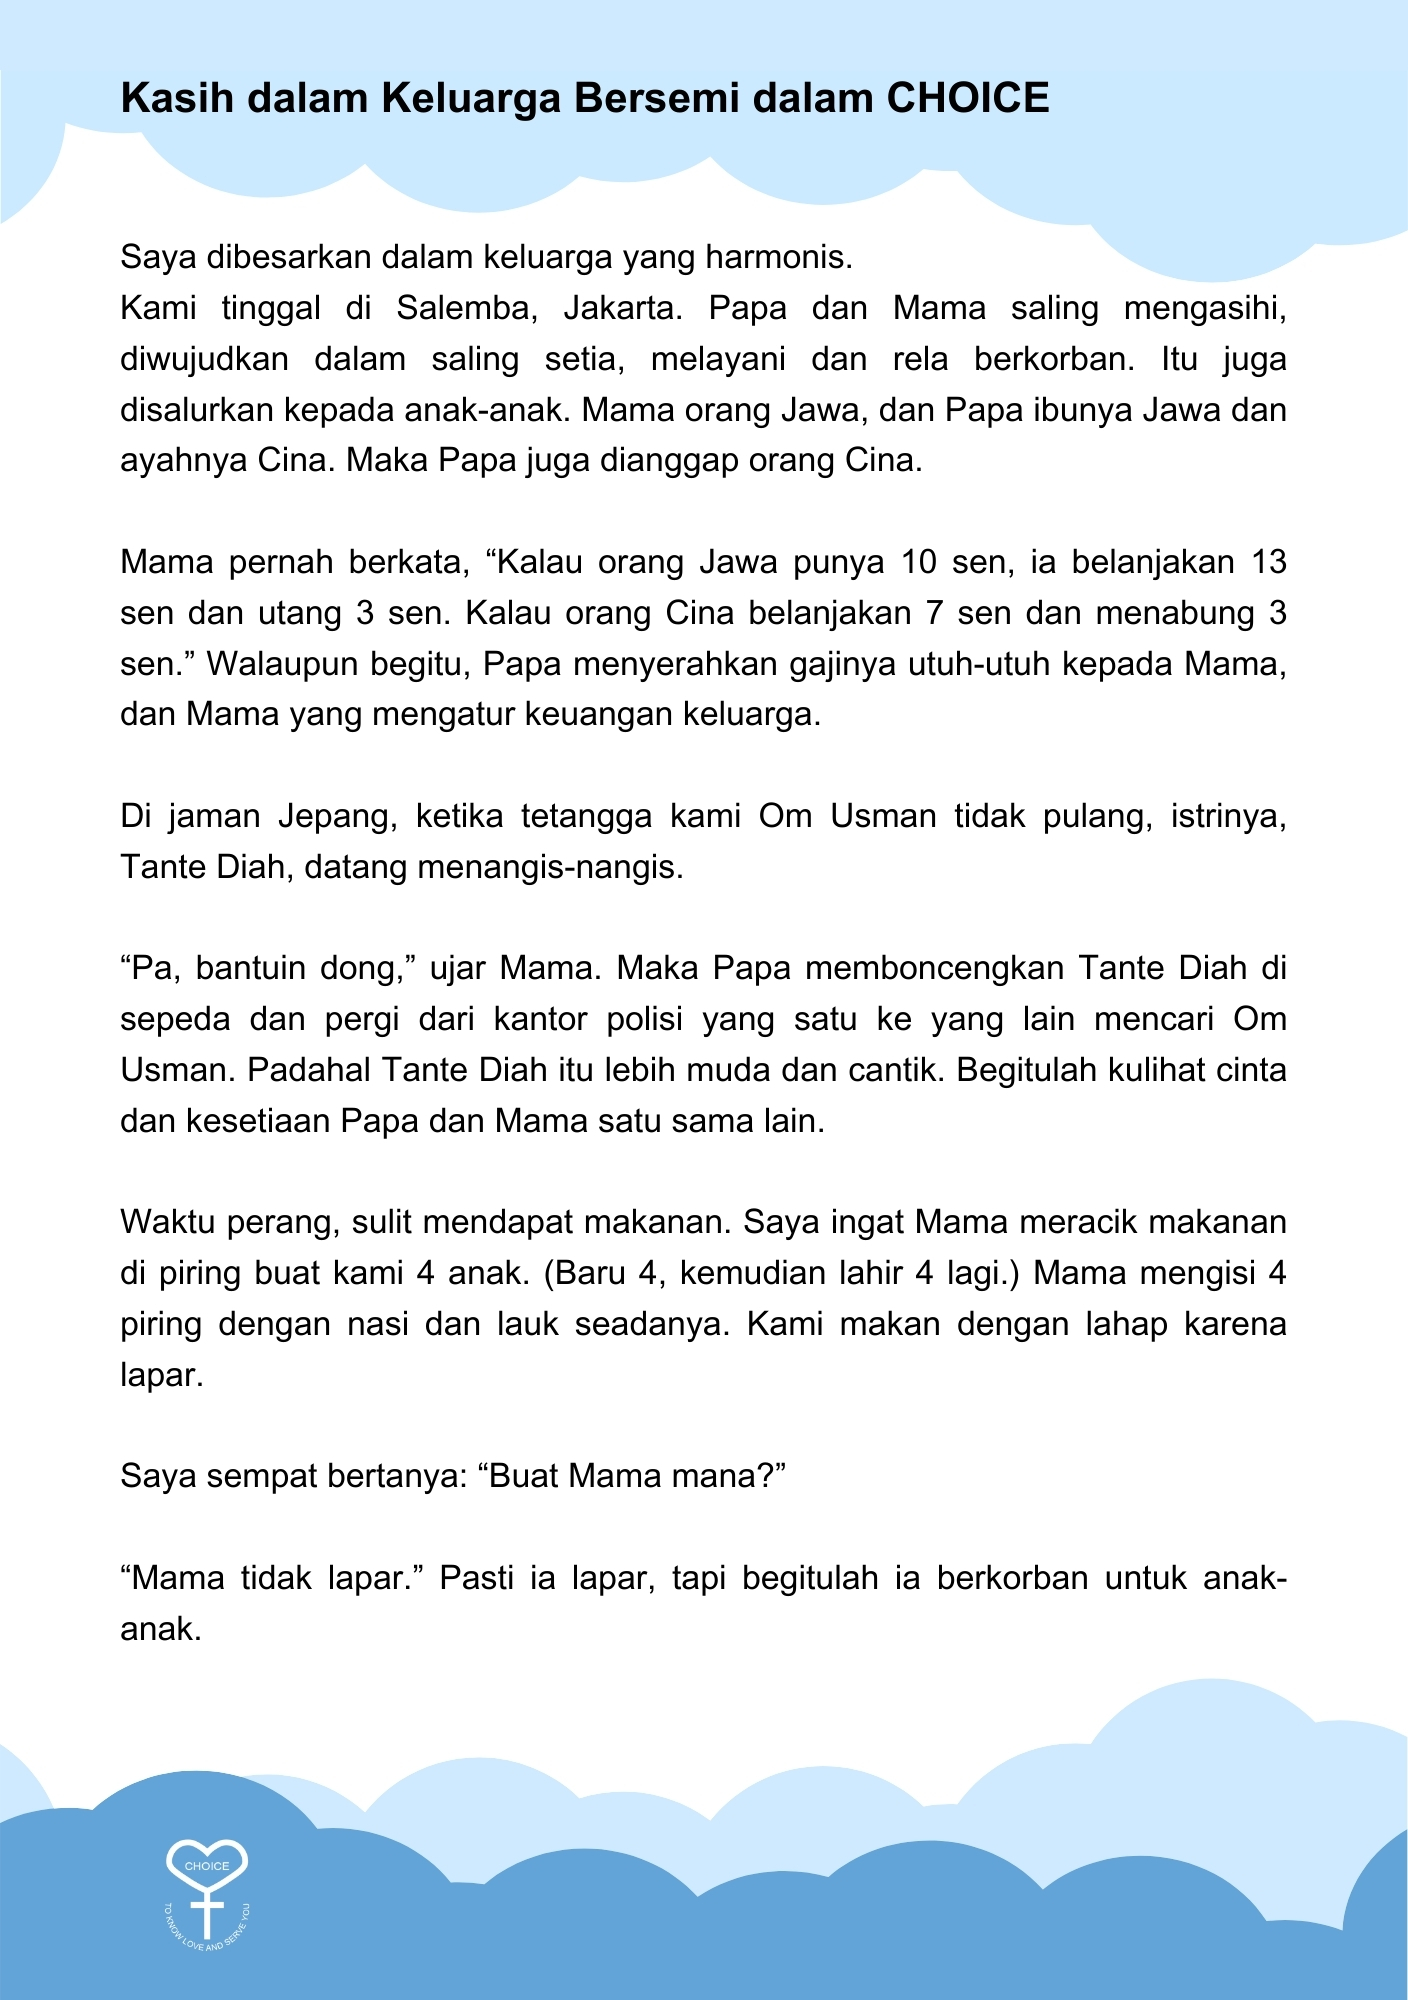 Kasih dalam Keluarga Bersemi dalam CHOICE
Saya dibesarkan dalam keluarga yang harmonis.
Kami tinggal di Salemba, Jakarta. Papa dan Mama saling mengasihi,
diwujudkan dalam saling setia, melayani dan rela berkorban. Itu juga
disalurkan kepada anak-anak. Mama orang Jawa, dan Papa ibunya Jawa dan
ayahnya Cina. Maka Papa juga dianggap orang Cina.
Mama pernah berkata, “Kalau orang Jawa punya 10 sen, ia belanjakan 13
sen dan utang 3 sen. Kalau orang Cina belanjakan 7 sen dan menabung 3
sen.” Walaupun begitu, Papa menyerahkan gajinya utuh-utuh kepada Mama,
dan Mama yang mengatur keuangan keluarga.
Di jaman Jepang, ketika tetangga kami Om Usman tidak pulang, istrinya,
Tante Diah, datang menangis-nangis.
“Pa, bantuin dong,” ujar Mama. Maka Papa memboncengkan Tante Diah di
sepeda dan pergi dari kantor polisi yang satu ke yang lain mencari Om
Usman. Padahal Tante Diah itu lebih muda dan cantik. Begitulah kulihat cinta
dan kesetiaan Papa dan Mama satu sama lain.
Waktu perang, sulit mendapat makanan. Saya ingat Mama meracik makanan
di piring buat kami 4 anak. (Baru 4, kemudian lahir 4 lagi.) Mama mengisi 4
piring dengan nasi dan lauk seadanya. Kami makan dengan lahap karena
lapar.
Saya sempat bertanya: “Buat Mama mana?”
“Mama tidak lapar.” Pasti ia lapar, tapi begitulah ia berkorban untuk anak-
anak.
CHOICE
TO KNOW LOVE AND SERVE YOU